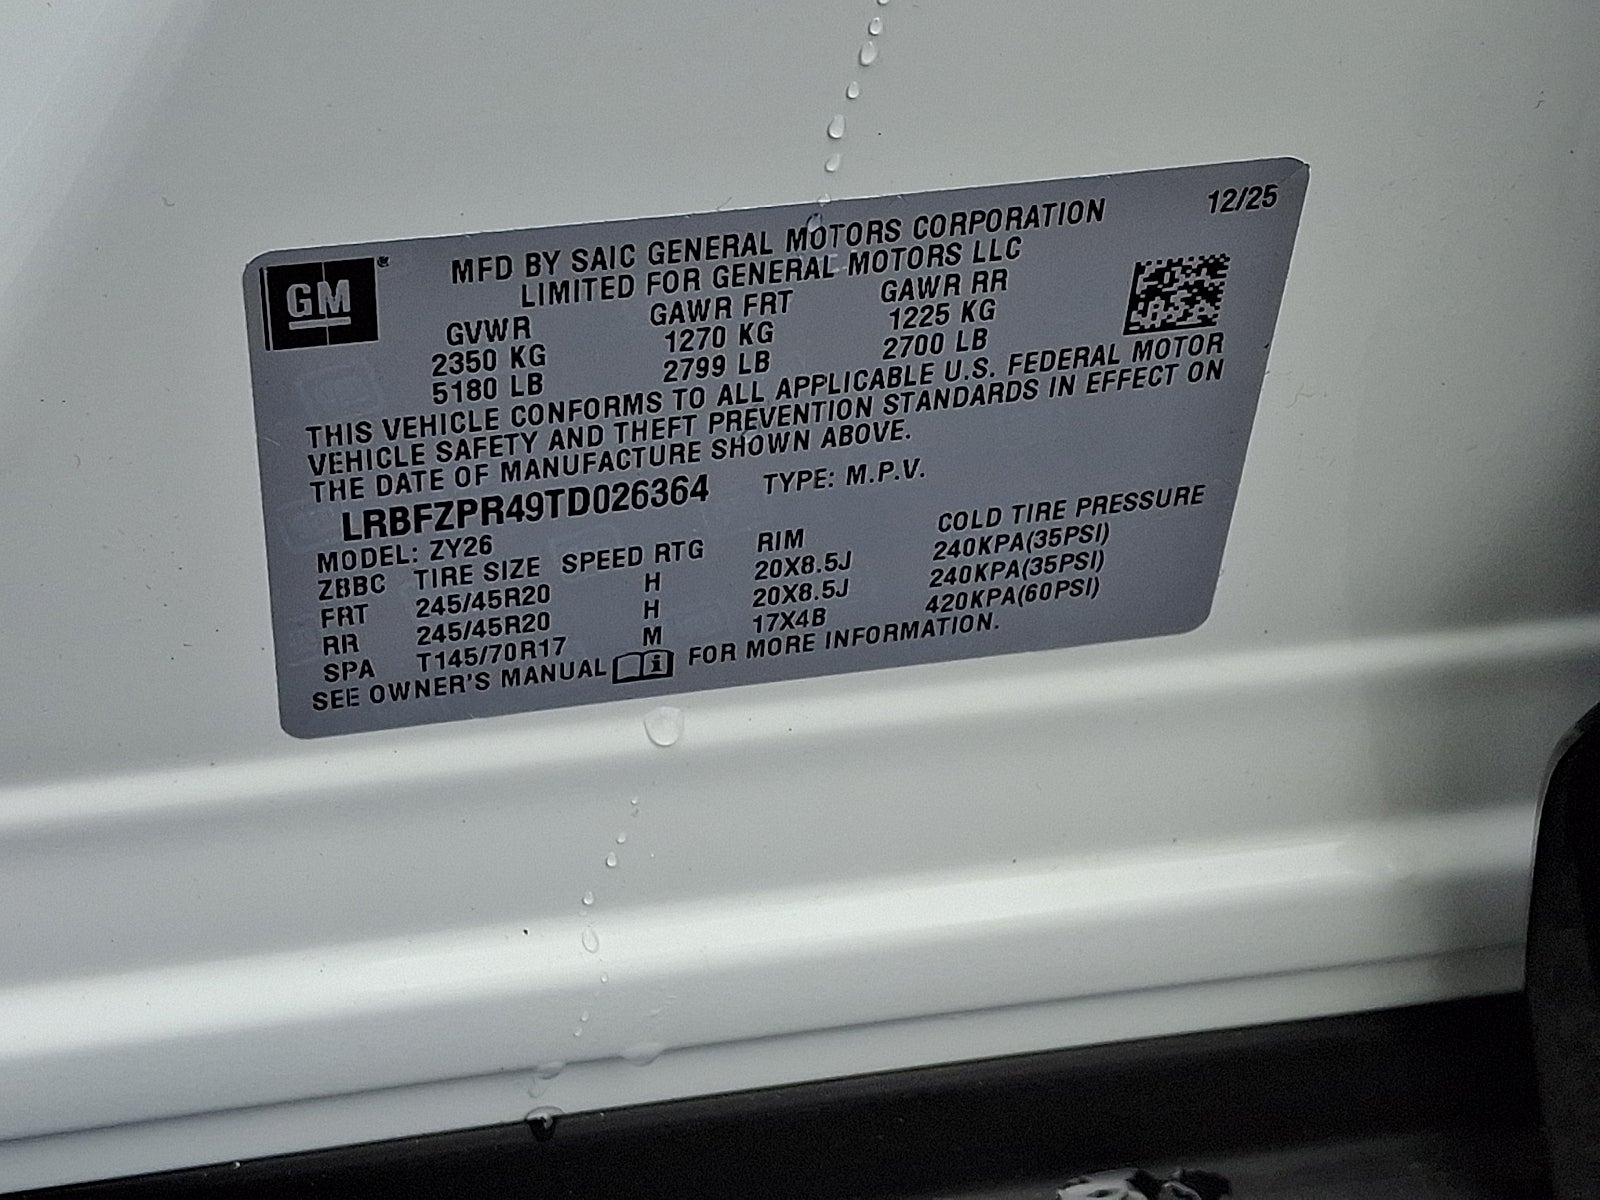 12/25
GM ®
MFD BY SAIC GENERAL MOTORS CORPORATION
LIMITED FOR GENERAL MOTORS LLC
GVWR GAWR FRT GAWR RR
2350 KG 1270 KG 1225 KG
5180 LB 2799 LB 2700 LB
THIS VEHICLE CONFORMS TO ALL APPLICABLE U.S. FEDERAL MOTOR
VEHICLE SAFETY AND THEFT PREVENTION STANDARDS IN EFFECT ON
THE DATE OF MANUFACTURE SHOWN ABOVE.
LRBFZPR49TD026364 TYPE: M.P.V.
MODEL: ZY26
ZBBC TIRE SIZE SPEED RTG RIM COLD TIRE PRESSURE
FRT 245/45R20 H 20X8.5J 240KPA(35PSI)
RR 245/45R20 H 20X8.5J 240KPA(35PSI)
SPA T145/70R17 M 17X4B 420KPA(60PSI)
SEE OWNER'S MANUAL FOR MORE INFORMATION.